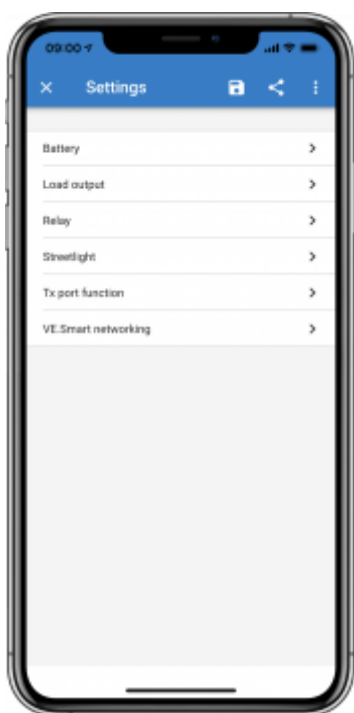 09:00
Settings
Battery
Load output
Relay
Streetlight
Tx port function
VE.Smart networking